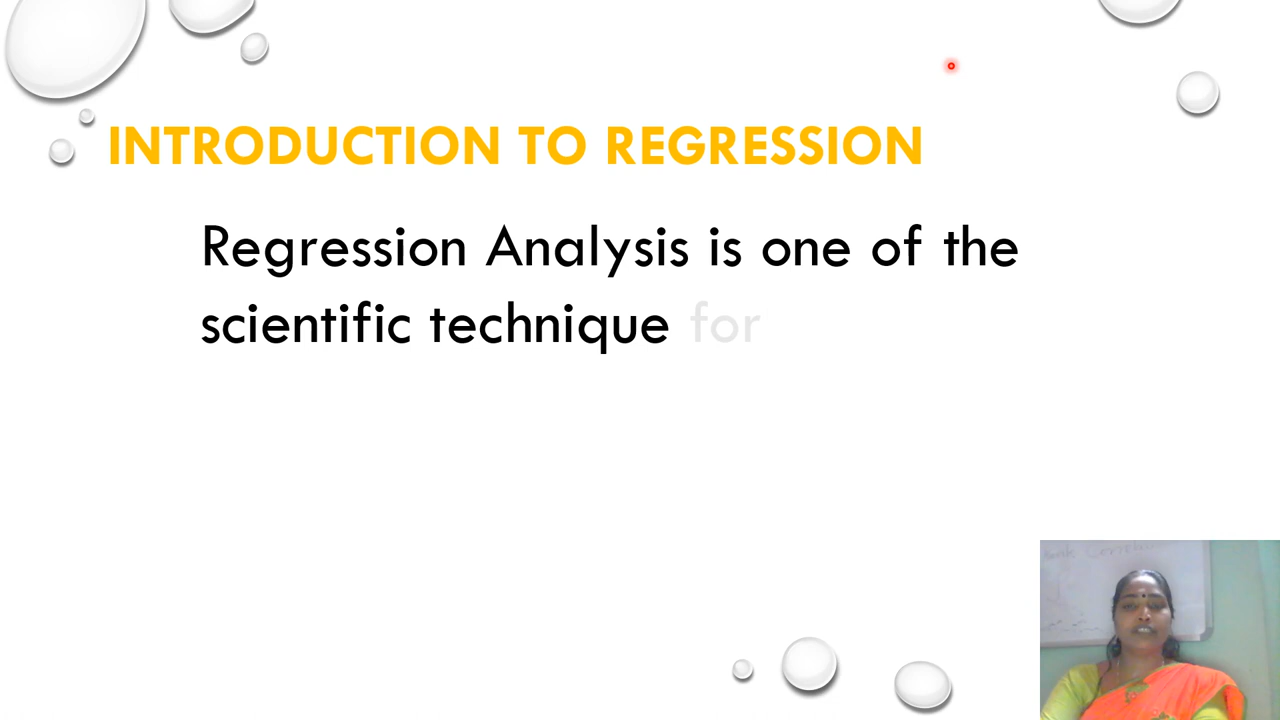 INTRODUCTION TO REGRESSION
Regression Analysis is one of the
scientific technique for